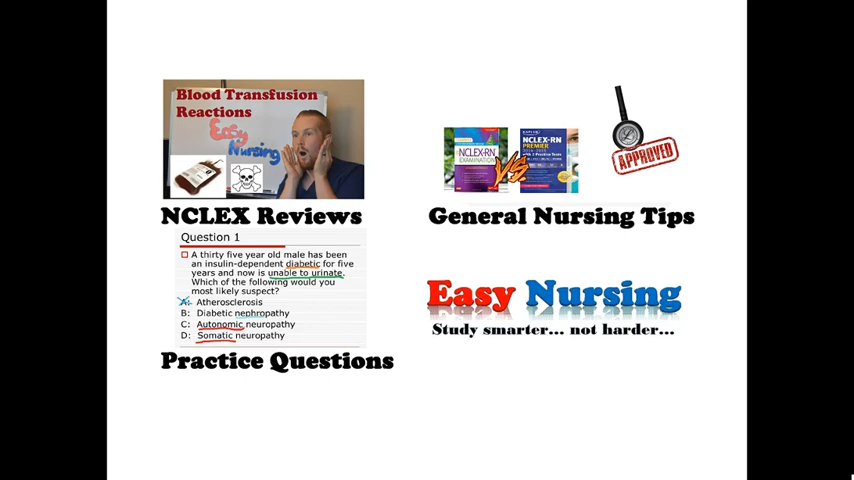 Blood Transfusion
Reactions
Easy
Nursing
NCLEX Reviews
NCLEX-RN
EXAMINATION
VS.
KAPLAN
NCLEX-RN
PREMIER
APPROVED
General Nursing Tips
Question 1
A thirty five year old male has been
an insulin-dependent diabetic for five
years and now is unable to urinate.
Which of the following would you
most likely suspect?
A: Atherosclerosis
B: Diabetic nephropathy
C: Autonomic neuropathy
D: Somatic neuropathy
Practice Questions
Easy Nursing
Study smarter... not harder...